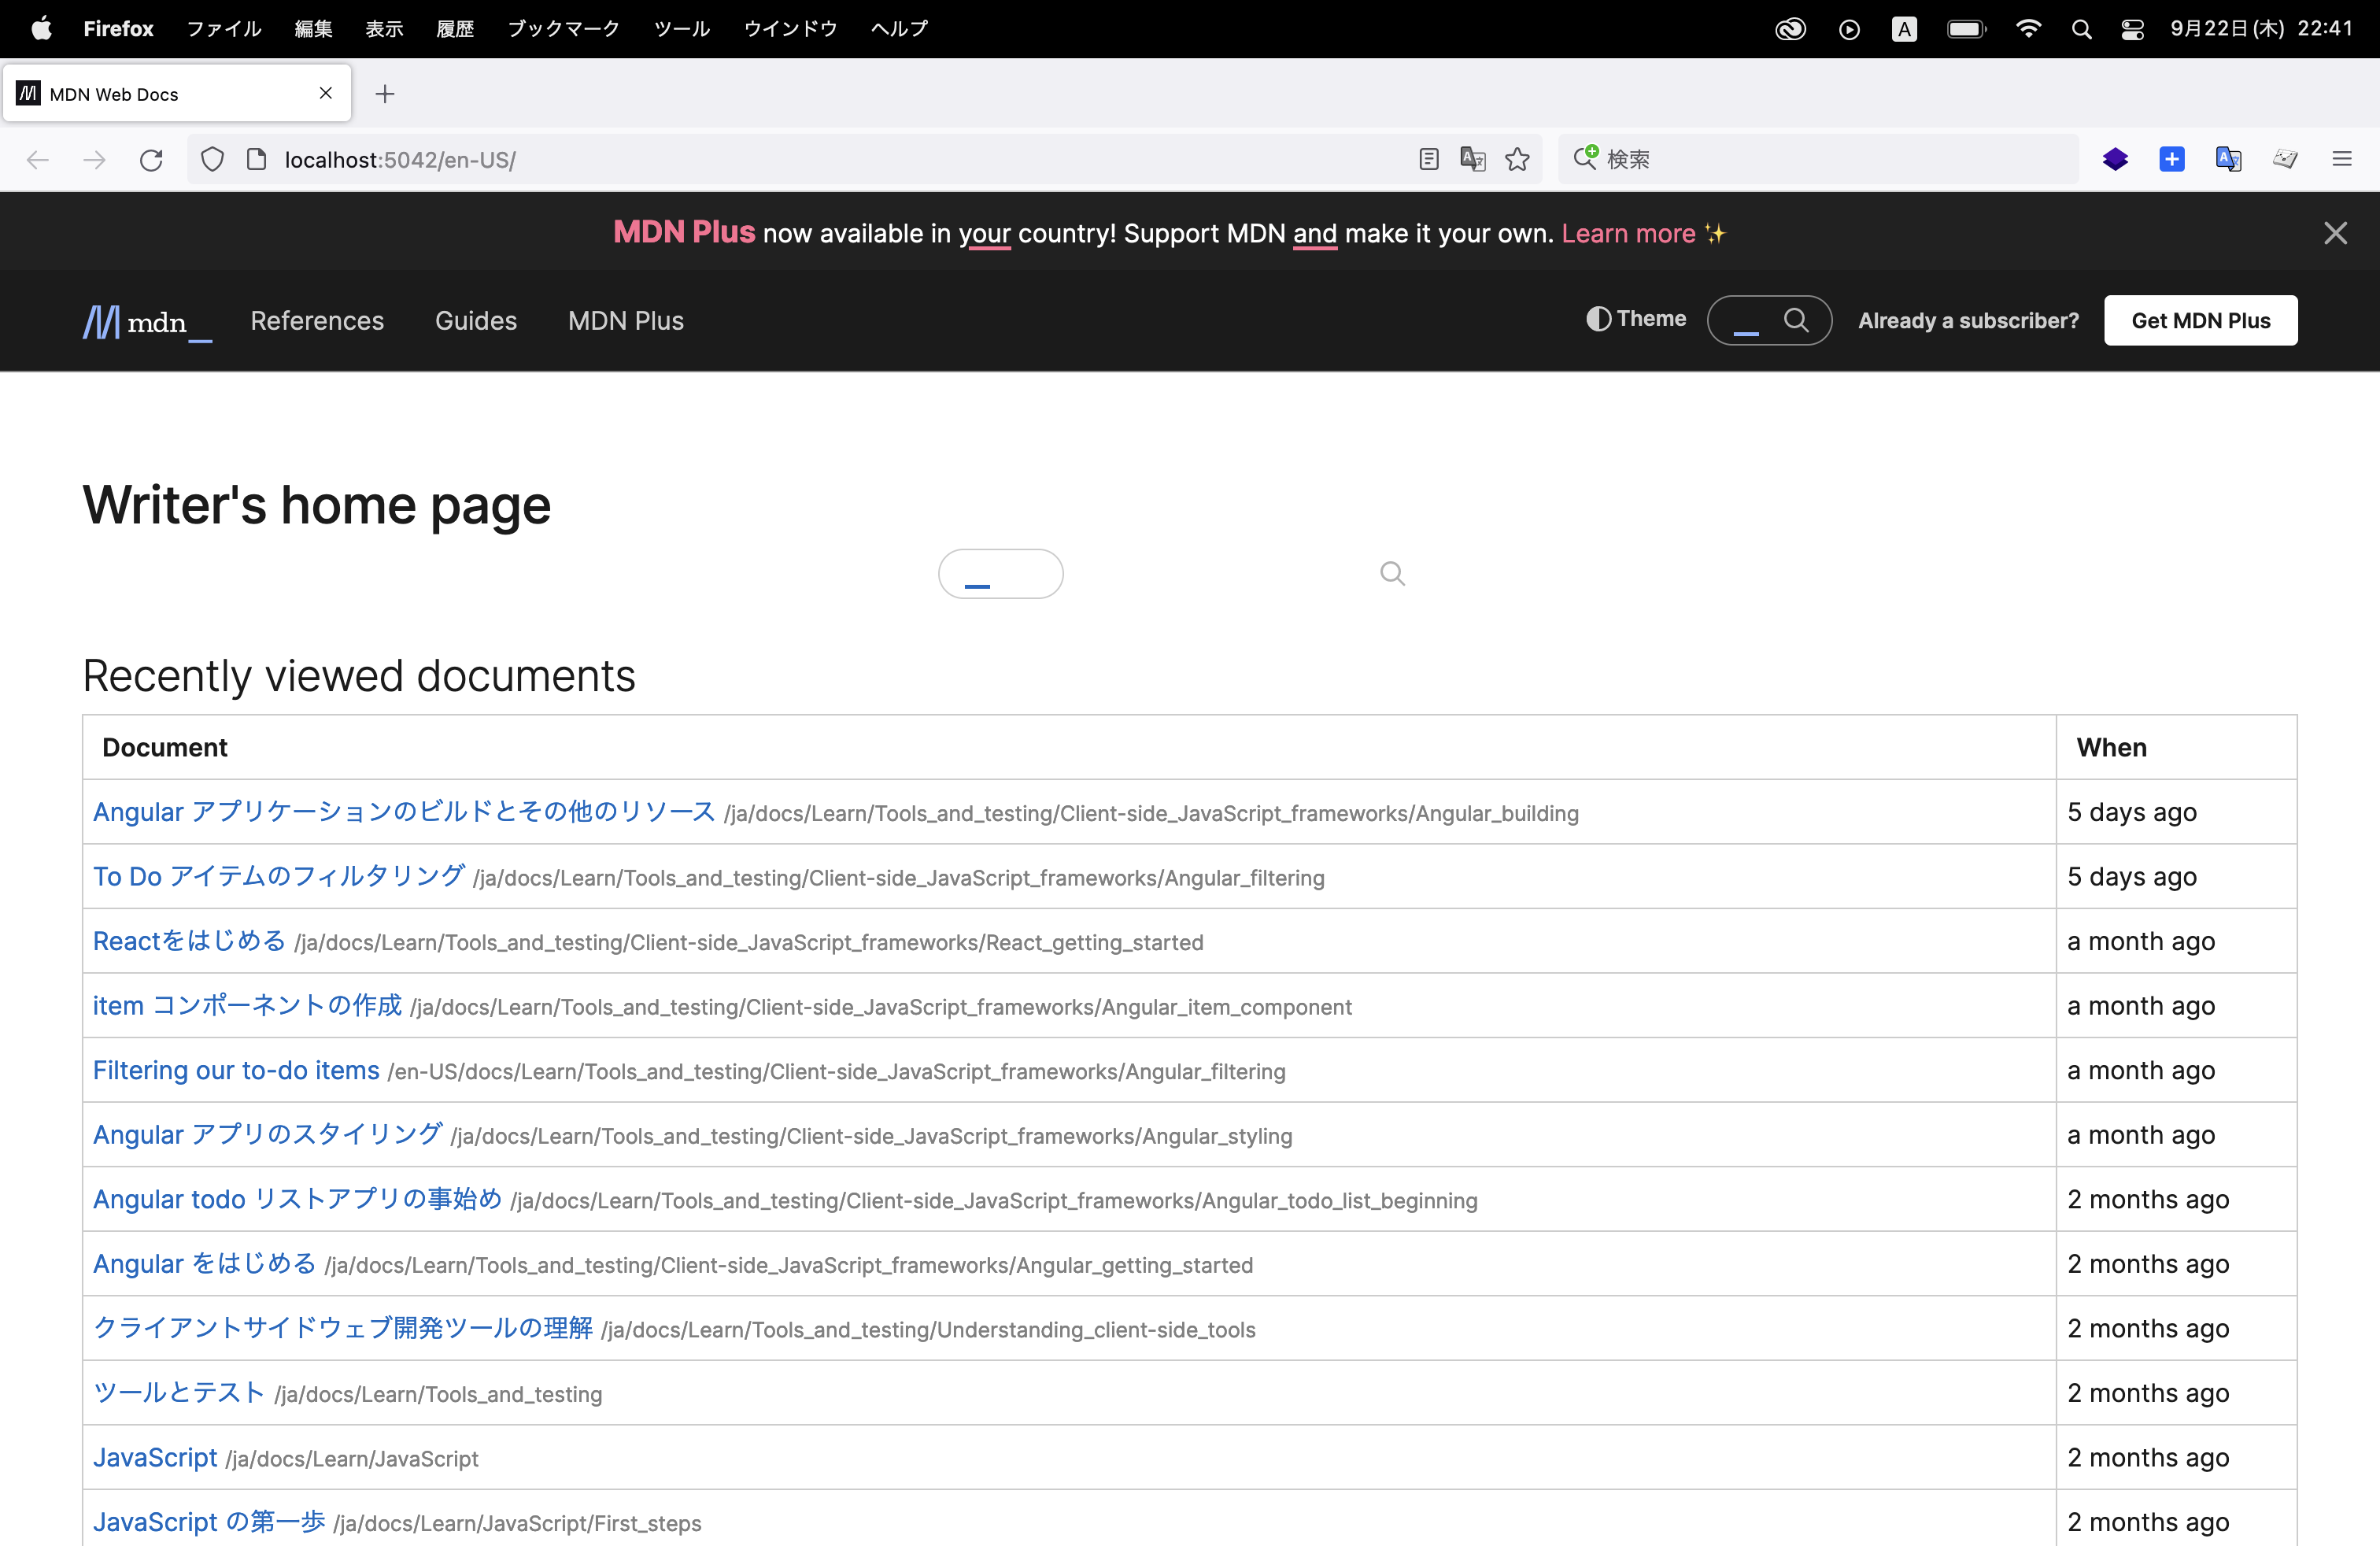 Firefox ファイル 編集 表示 履歴 ブックマーク ツール ウインドウ ヘルプ A 9月22日(木) 22:41
MDN Web Docs
localhost:5042/en-US/ 検索
MDN Plus now available in your country! Support MDN and make it your own. Learn more ✨
mdn_ References Guides MDN Plus Theme Already a subscriber? Get MDN Plus
Writer's home page
Recently viewed documents
Document When
Angular アプリケーションのビルドとその他のリソース /ja/docs/Learn/Tools_and_testing/Client-side_JavaScript_frameworks/Angular_building 5 days ago
To Do アイテムのフィルタリング /ja/docs/Learn/Tools_and_testing/Client-side_JavaScript_frameworks/Angular_filtering 5 days ago
Reactをはじめる /ja/docs/Learn/Tools_and_testing/Client-side_JavaScript_frameworks/React_getting_started a month ago
item コンポーネントの作成 /ja/docs/Learn/Tools_and_testing/Client-side_JavaScript_frameworks/Angular_item_component a month ago
Filtering our to-do items /en-US/docs/Learn/Tools_and_testing/Client-side_JavaScript_frameworks/Angular_filtering a month ago
Angular アプリのスタイリング /ja/docs/Learn/Tools_and_testing/Client-side_JavaScript_frameworks/Angular_styling a month ago
Angular todo リストアプリの事始め /ja/docs/Learn/Tools_and_testing/Client-side_JavaScript_frameworks/Angular_todo_list_beginning 2 months ago
Angular をはじめる /ja/docs/Learn/Tools_and_testing/Client-side_JavaScript_frameworks/Angular_getting_started 2 months ago
クライアントサイドウェブ開発ツールの理解 /ja/docs/Learn/Tools_and_testing/Understanding_client-side_tools 2 months ago
ツールとテスト /ja/docs/Learn/Tools_and_testing 2 months ago
JavaScript /ja/docs/Learn/JavaScript 2 months ago
JavaScript の第一歩 /ja/docs/Learn/JavaScript/First_steps 2 months ago